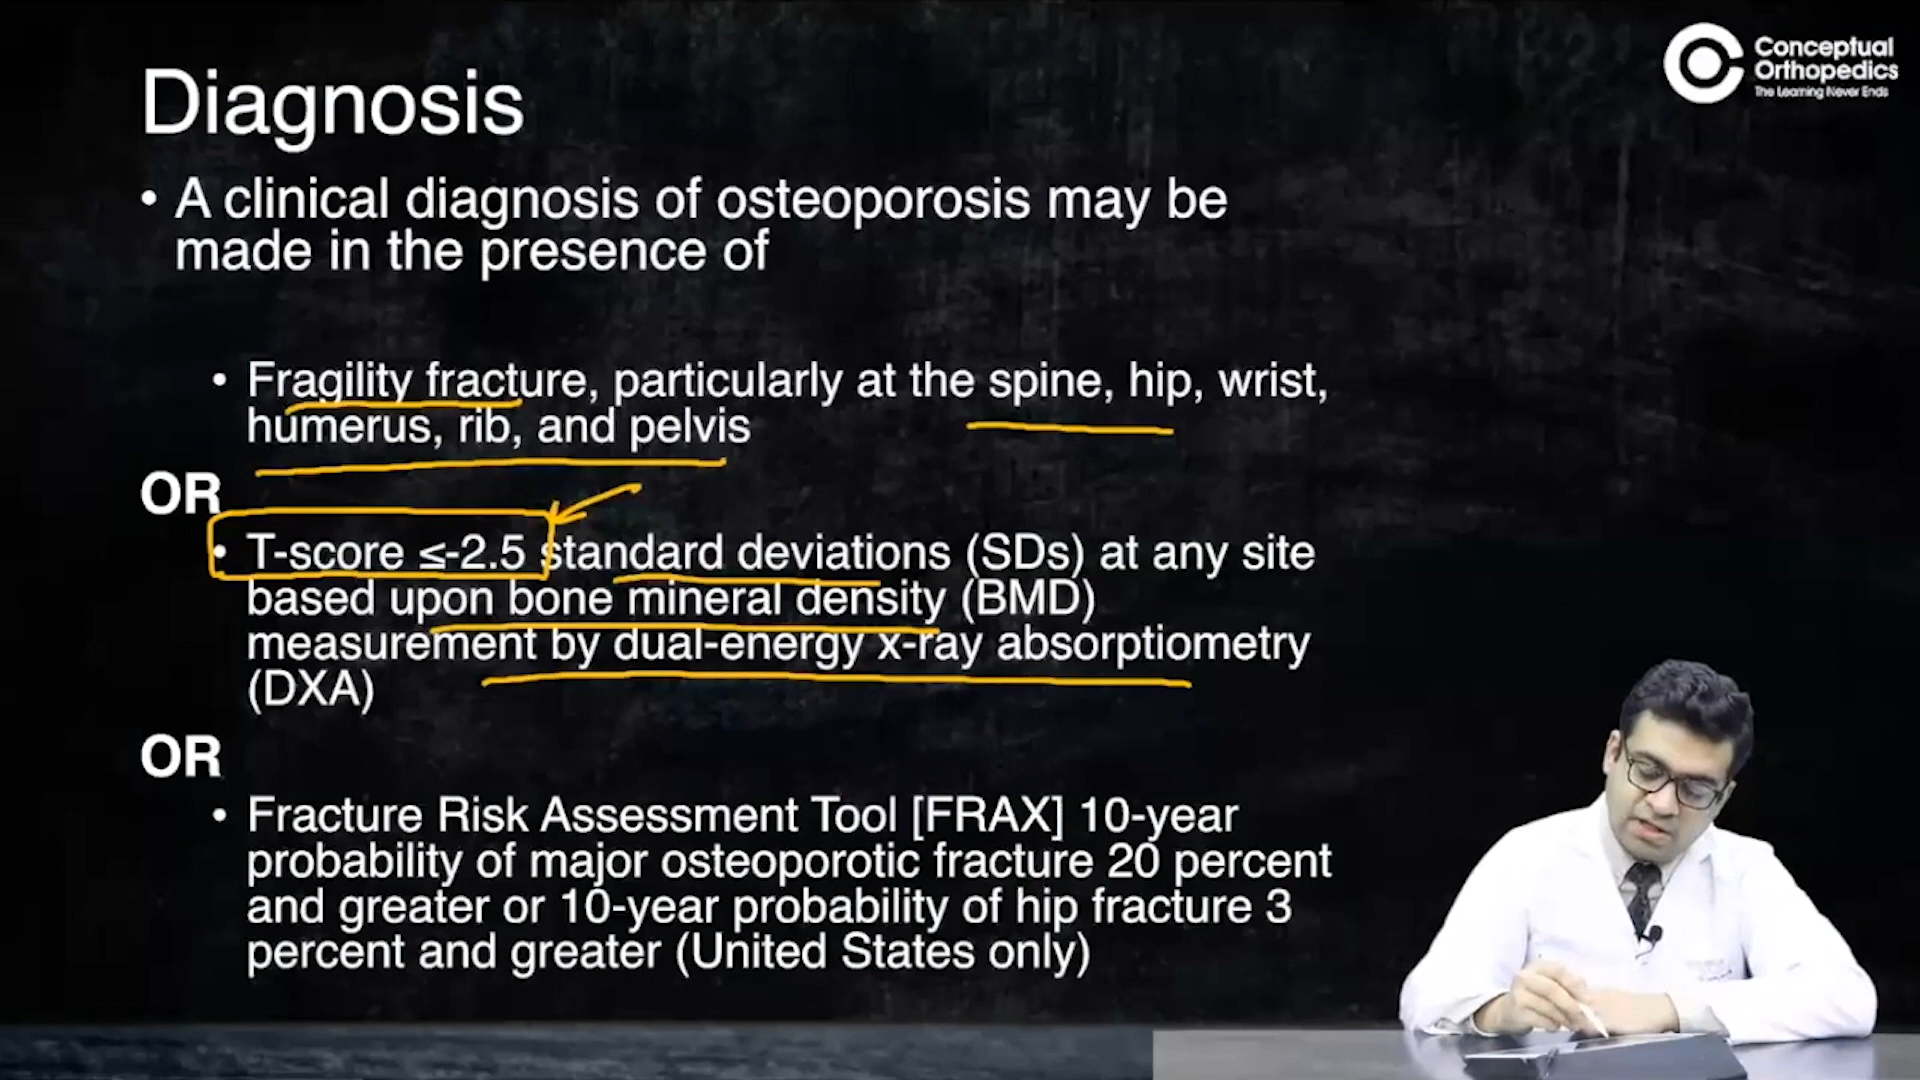 Conceptual
Orthopedics
The Learning Never Ends
Diagnosis
• A clinical diagnosis of osteoporosis may be
made in the presence of
• Fragility fracture, particularly at the spine, hip, wrist,
humerus, rib, and pelvis
OR
• T-score ≤-2.5 standard deviations (SDs) at any site
based upon bone mineral density (BMD)
measurement by dual-energy x-ray absorptiometry
(DXA)
OR
• Fracture Risk Assessment Tool [FRAX] 10-year
probability of major osteoporotic fracture 20 percent
and greater or 10-year probability of hip fracture 3
percent and greater (United States only)